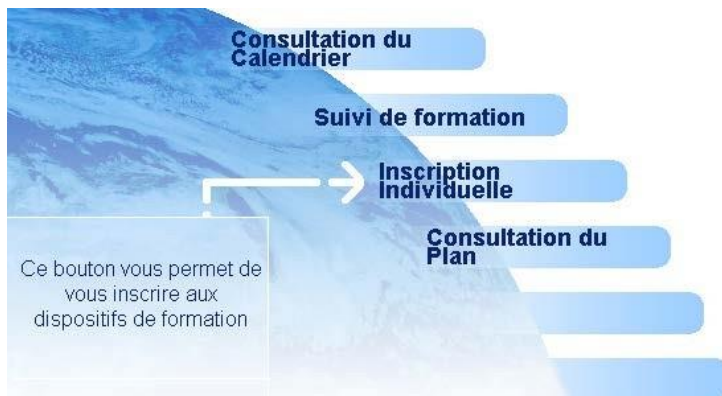 Consultation du
Calendrier
Suivi de formation
Inscription
Individuelle
Consultation du
Plan
Ce bouton vous permet de
vous inscrire aux
dispositifs de formation